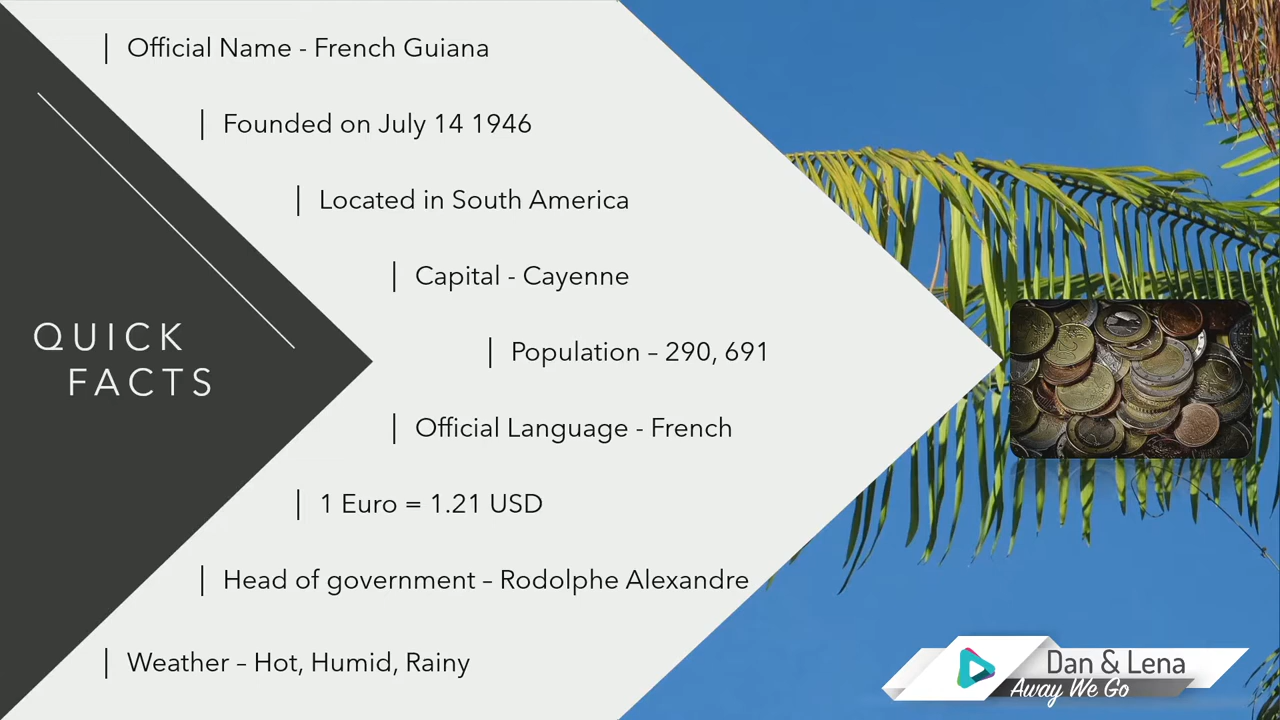 Official Name - French Guiana
Founded on July 14 1946
Located in South America
Capital - Cayenne
Population – 290, 691
QUICK
FACTS
Official Language - French
1 Euro = 1.21 USD
Head of government – Rodolphe Alexandre
Weather – Hot, Humid, Rainy
Dan & Lena
Away We Go